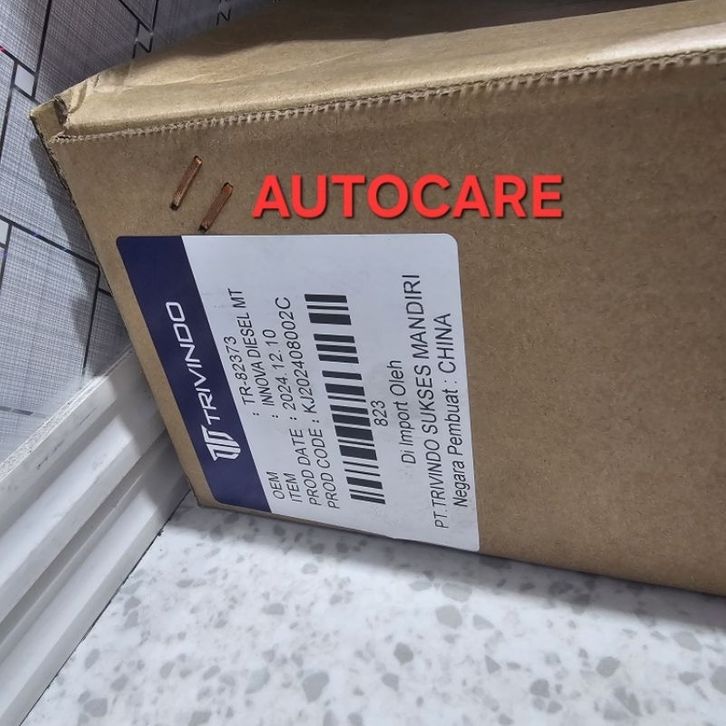 AUTOCARE
TRIVINDO
OEM : TR-82373
ITEM : INNOVA DIESEL MT
PROD DATE : 2024.12.10
PROD CODE : KJ202408002C
823
Di Import Oleh
PT.TRIVINDO SUKSES MANDIRI
Negara Pembuat : CHINA